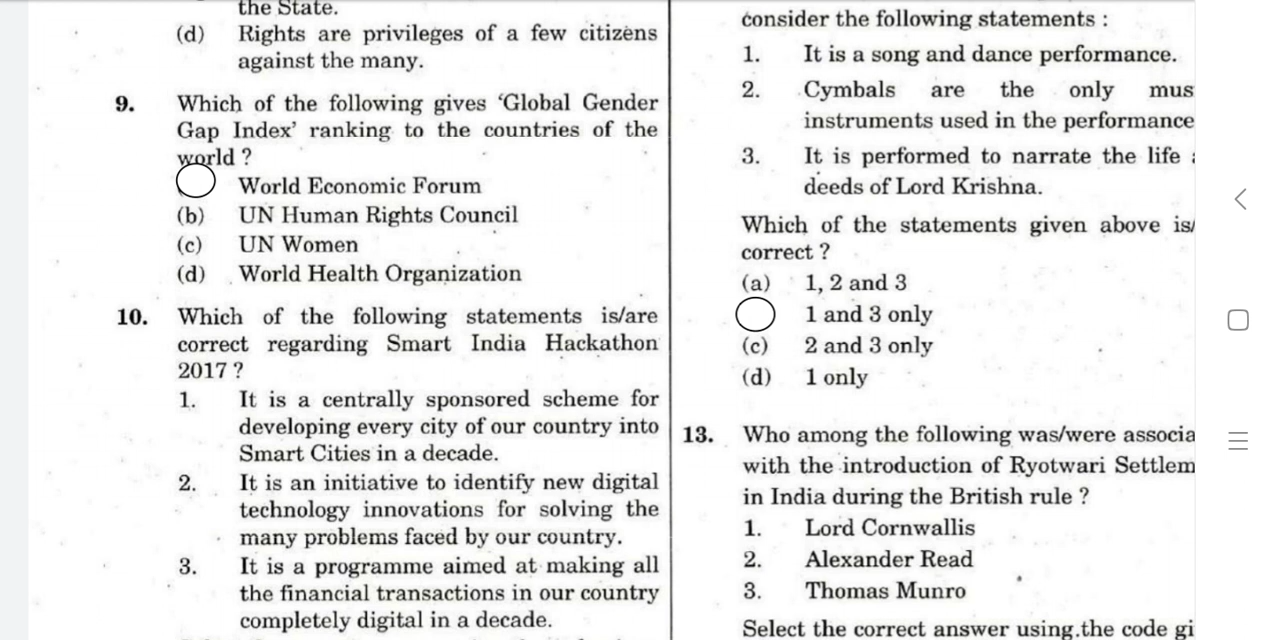 the State.
(d) Rights are privileges of a few citizens
against the many.
9. Which of the following gives 'Global Gender
Gap Index' ranking to the countries of the
world ?
World Economic Forum
(b) UN Human Rights Council
(c) UN Women
(d) World Health Organization
10. Which of the following statements is/are
correct regarding Smart India Hackathon
2017 ?
1. It is a centrally sponsored scheme for
developing every city of our country into
Smart Cities in a decade.
2. It is an initiative to identify new digital
technology innovations for solving the
many problems faced by our country.
3. It is a programme aimed at making all
the financial transactions in our country
completely digital in a decade.
consider the following statements :
1. It is a song and dance performance.
2. Cymbals are the only mus
instruments used in the performance
3. It is performed to narrate the life
deeds of Lord Krishna.
Which of the statements given above is/
correct ?
(a) 1, 2 and 3
1 and 3 only
(c) 2 and 3 only
(d) 1 only
13. Who among the following was/were associa
with the introduction of Ryotwari Settlem
in India during the British rule ?
1. Lord Cornwallis
2. Alexander Read
3. Thomas Munro
Select the correct answer using the code gi